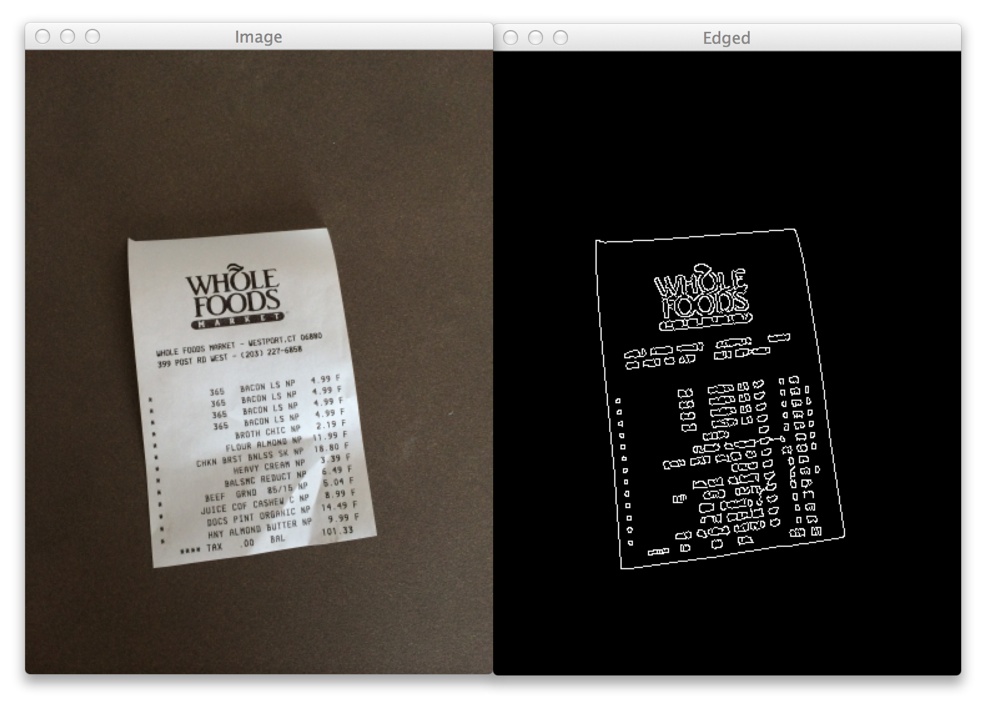 Image
WHOLE
FOODS
MARKET
WHOLE FOODS MARKET - WESTPORT,CT 06880
399 POST RD WEST - (203) 227-6858
365 BACON LS NP 4.99 F
365 BACON LS NP 4.99 F
365 BACON LS NP 4.99 F
365 BACON LS NP 4.99 F
BROTH CHIC NP 2.19 F
FLOUR ALMOND NP 11.99 F
CHKN BRST BNLSS SK NP 18.80 F
HEAVY CREAM NP 3.39 F
BALSMC REDUCT NP 6.49 F
BEEF GRND 85/15 NP 5.04 F
JUICE COF CASHEW C NP 8.99 F
DOCS PINT ORGANIC NP 14.49 F
HNY ALMOND BUTTER NP 9.99 F
**** TAX .00 BAL 101.33
Edged
WHOLE
FOODS